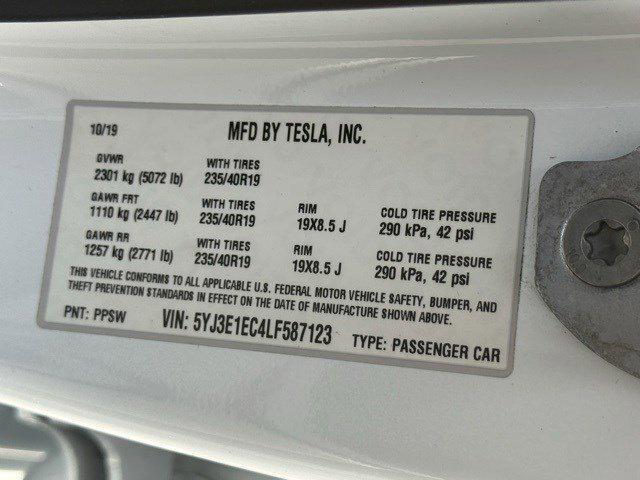 10/19 MFD BY TESLA, INC.
GVWR WITH TIRES
2301 kg (5072 lb) 235/40R19
GAWR FRT WITH TIRES RIM COLD TIRE PRESSURE
1110 kg (2447 lb) 235/40R19 19X8.5 J 290 kPa, 42 psi
GAWR RR WITH TIRES RIM COLD TIRE PRESSURE
1257 kg (2771 lb) 235/40R19 19X8.5 J 290 kPa, 42 psi
THIS VEHICLE CONFORMS TO ALL APPLICABLE U.S. FEDERAL MOTOR VEHICLE SAFETY, BUMPER, AND
THEFT PREVENTION STANDARDS IN EFFECT ON THE DATE OF MANUFACTURE SHOWN ABOVE.
PNT: PPSW VIN: 5YJ3E1EC4LF587123 TYPE: PASSENGER CAR